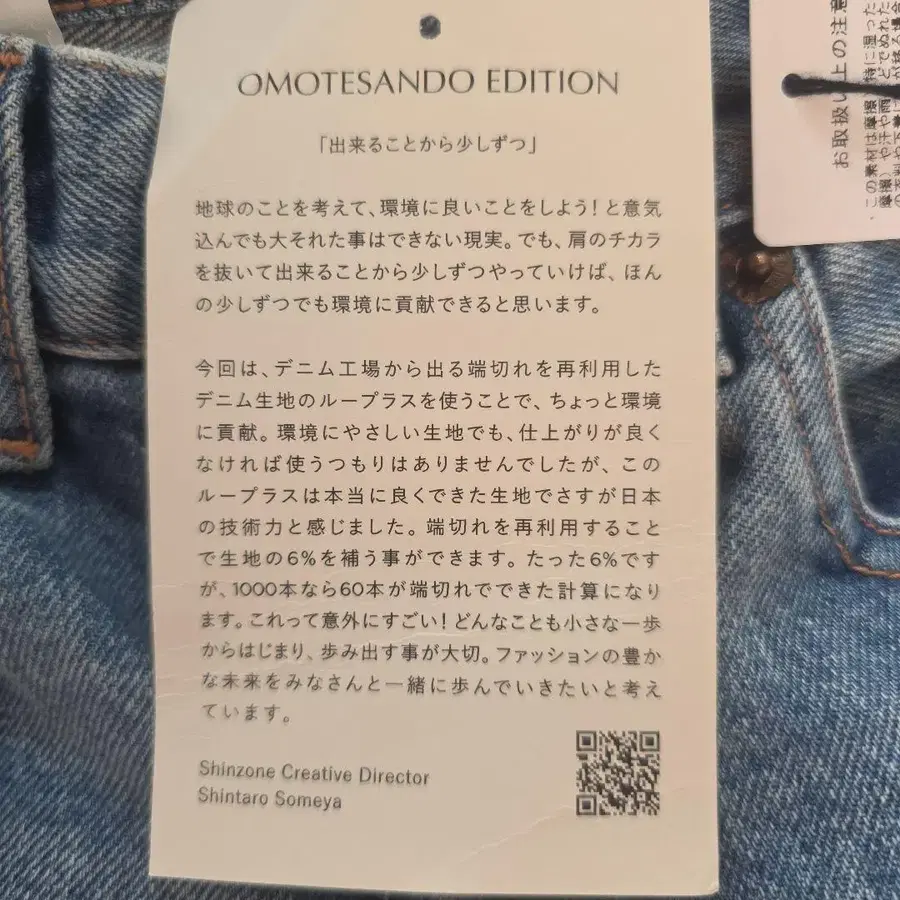 OMOTESANDO EDITION
「出来ることから少しずつ」
地球のことを考えて、環境に良いことをしよう！と意気
込んでも大それた事はできない現実。でも、肩のチカラ
を抜いて出来ることから少しずつやっていけば、ほん
の少しずつでも環境に貢献できると思います。
今回は、デニム工場から出る端切れを再利用した
デニム生地のループラスを使うことで、ちょっと環境
に貢献。環境にやさしい生地でも、仕上がりが良く
なければ使うつもりはありませんでしたが、この
ループラスは本当に良くできた生地でさすが日本
の技術力と感じました。端切れを再利用すること
で生地の6%を補う事ができます。たった6%です
が、1000本なら60本が端切れでできた計算になり
ます。これって意外にすごい！どんなことも小さな一歩
からはじまり、歩み出す事が大切。ファッションの豊か
な未来をみなさんと一緒に歩んでいきたいと考え
ています。
Shinzone Creative Director
Shintaro Someya
お取扱い上の注意
この素材は摩擦